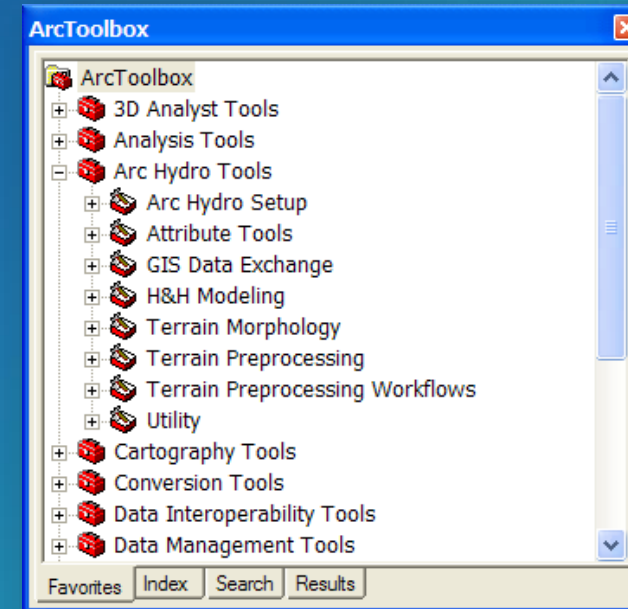 ArcToolbox
ArcToolbox
3D Analyst Tools
Analysis Tools
Arc Hydro Tools
Arc Hydro Setup
Attribute Tools
GIS Data Exchange
H&H Modeling
Terrain Morphology
Terrain Preprocessing
Terrain Preprocessing Workflows
Utility
Cartography Tools
Conversion Tools
Data Interoperability Tools
Data Management Tools
Favorites Index Search Results